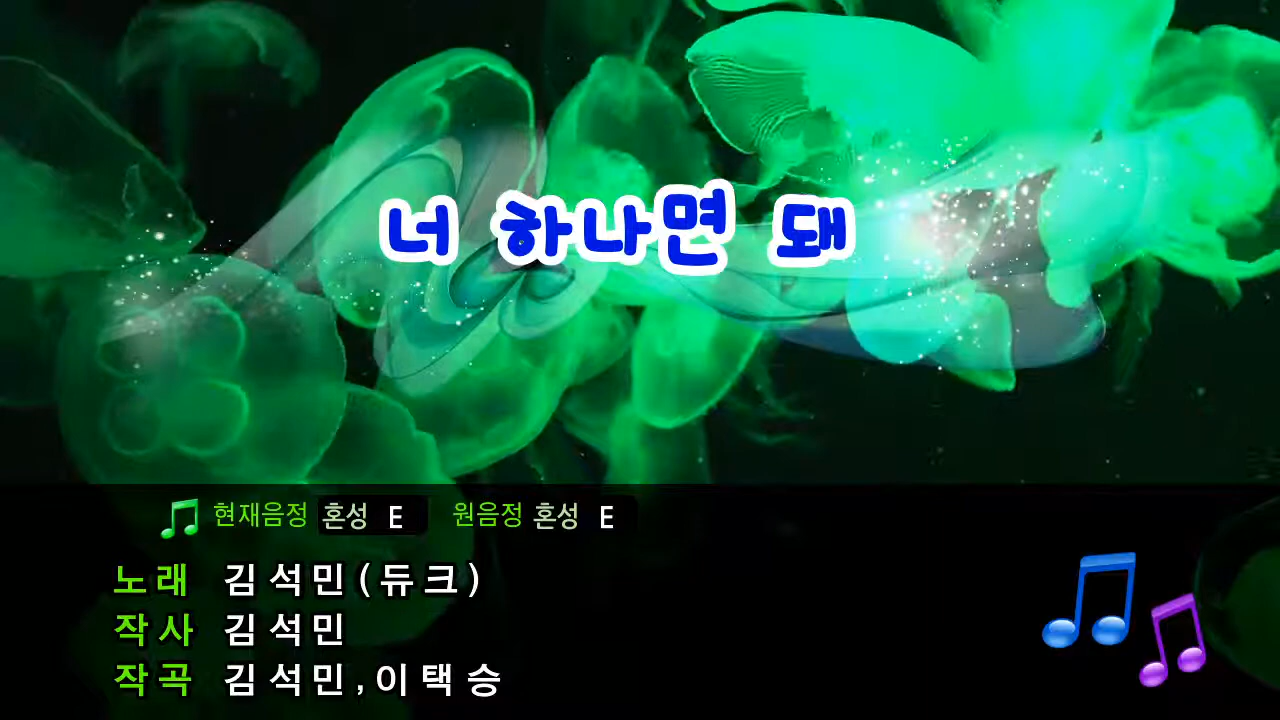 너 하나면 돼
현재음정 혼성 E 원음정 혼성 E
노래 김석민(듀크)
작사 김석민
작곡 김석민,이택승